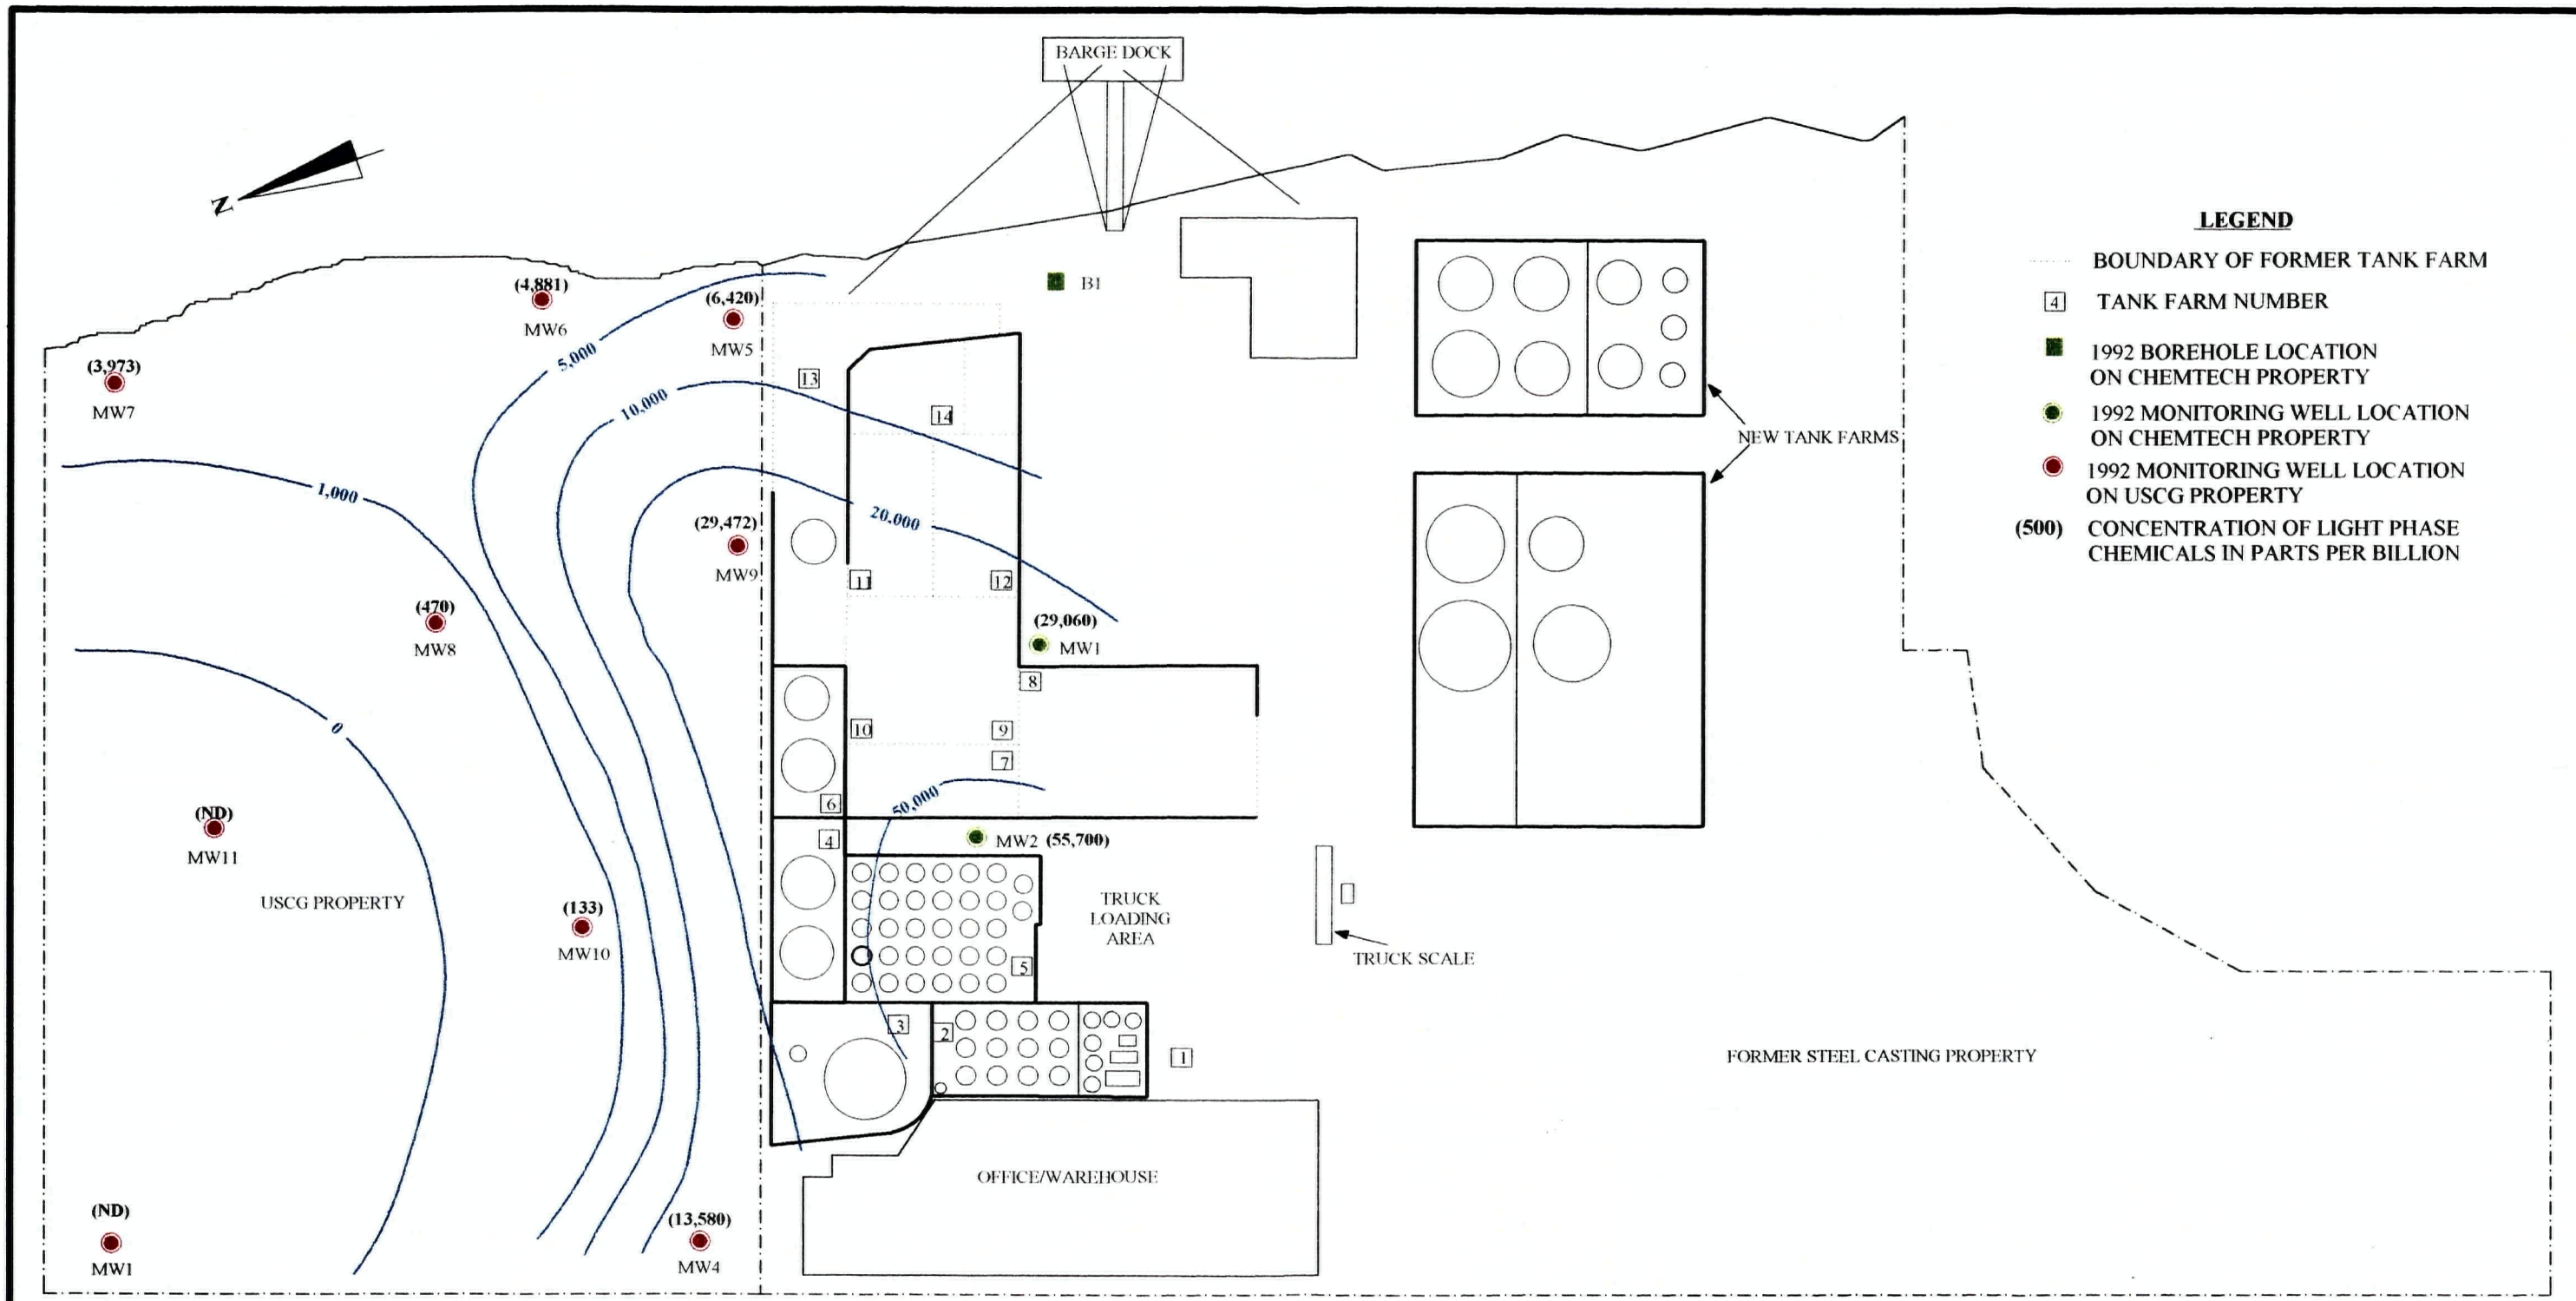 BARGE DOCK
N
LEGEND
BOUNDARY OF FORMER TANK FARM
4 TANK FARM NUMBER
1992 BOREHOLE LOCATION
ON CHEMTECH PROPERTY
1992 MONITORING WELL LOCATION
ON CHEMTECH PROPERTY
1992 MONITORING WELL LOCATION
ON USCG PROPERTY
(500) CONCENTRATION OF LIGHT PHASE
CHEMICALS IN PARTS PER BILLION
(4,881)
MW6
(6,420)
MW5
B1
(3,973)
MW7
5,000
10,000
13
14
NEW TANK FARMS
1,000
20,000
(29,472)
MW9
11
12
(470)
MW8
(29,060)
MW1
8
0
10
9
7
6
50,000
(ND)
MW11
4
MW2 (55,700)
USCG PROPERTY
(133)
MW10
TRUCK
LOADING
AREA
5
TRUCK SCALE
3
2
1
FORMER STEEL CASTING PROPERTY
OFFICE/WAREHOUSE
(ND)
MW1
(13,580)
MW4